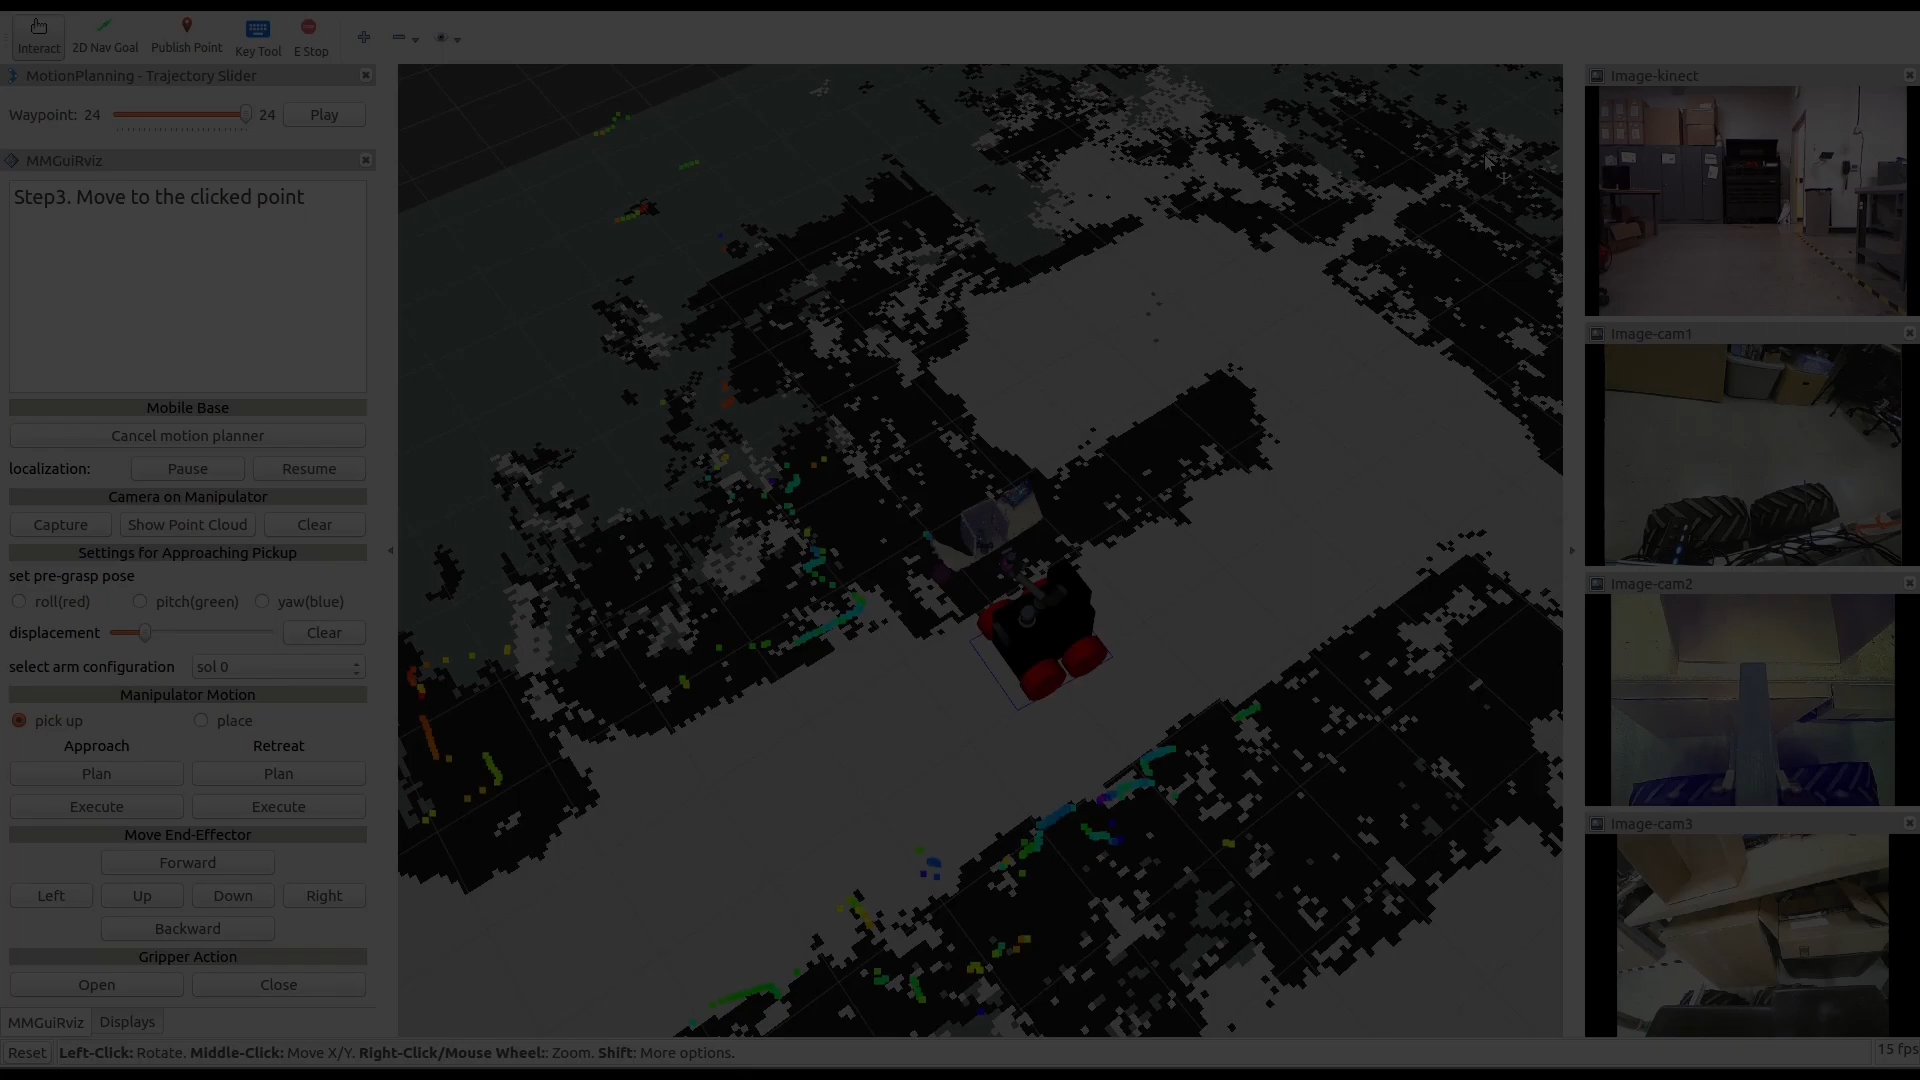 Interact
2D Nav Goal
Publish Point
Key Tool
E Stop
MotionPlanning - Trajectory Slider
Waypoint: 24
24
Play
MMGuiRviz
Step3. Move to the clicked point
Mobile Base
Cancel motion planner
localization:
Pause
Resume
Camera on Manipulator
Capture
Show Point Cloud
Clear
Settings for Approaching Pickup
set pre-grasp pose
roll(red)
pitch(green)
yaw(blue)
displacement
Clear
select arm configuration
sol 0
Manipulator Motion
pick up
place
Approach
Retreat
Plan
Plan
Execute
Execute
Move End-Effector
Forward
Left
Up
Down
Right
Backward
Gripper Action
Open
Close
MMGuiRviz
Displays
Reset
Left-Click: Rotate. Middle-Click: Move X/Y. Right-Click/Mouse Wheel:: Zoom. Shift: More options.
Image-kinect
Image-cam1
Image-cam2
Image-cam3
15 fps